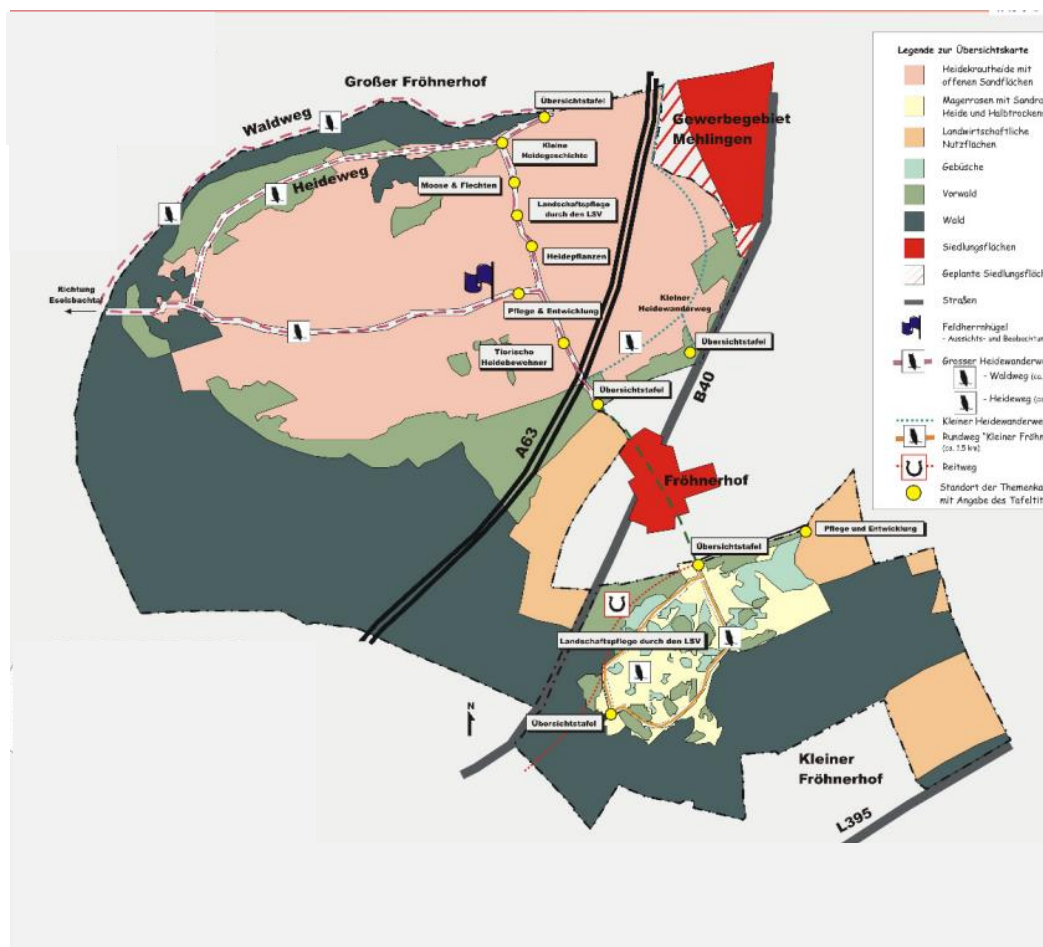 Großer Fröhnerhof
Waldweg
Übersichtstafel
Kleine
Heidegeschichte
Heideweg
Moose & Flechten
Landschaftspflege
durch den LSV
Heidepflanzen
Richtung
Eselsbachtal
Pflege & Entwicklung
Tierische
Heidebewohner
Übersichtstafel
Kleiner
Heidewanderweg
Übersichtstafel
Gewerbegebiet
Mehlingen
A63
B40
Fröhnerhof
Übersichtstafel
Pflege und Entwicklung
Landschaftspflege durch den LSV
Übersichtstafel
N
Kleiner
Fröhnerhof
L395
Legende zur Übersichtskarte
Heidekrautheide mit
offenen Sandflächen
Magerrasen mit Sandra
Heide und Halbtrocken
Landwirtschaftliche
Nutzflächen
Gebüsche
Vorwald
Wald
Siedlungsflächen
Geplante Siedlungsfläch
Straßen
Feldherrnhügel
- Aussichts- und Beobachtun
Grosser Heidewanderwe
- Waldweg (ca.
- Heideweg (ca
Kleiner Heidewanderwe
Rundweg "Kleiner Fröhn
(ca. 1.5 km)
Reitweg
Standort der Themenka
mit Angabe des Tafeltit